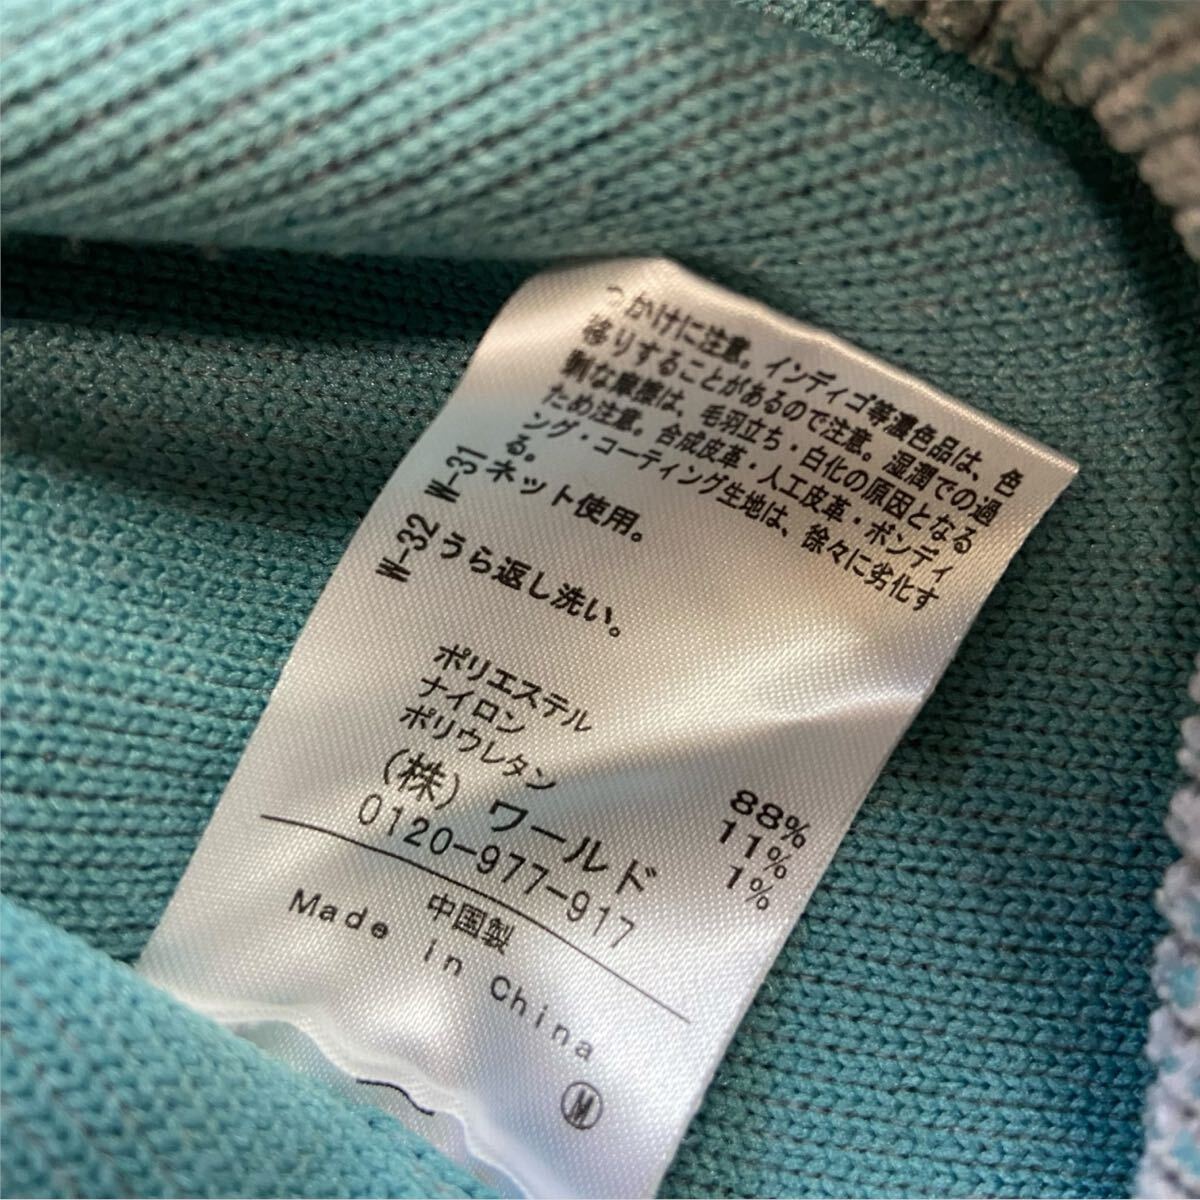 つかけに注意。インディゴ等濃色品は、色
移りすることがあるので注意。湿潤での過
剰な摩擦は、毛羽立ち・白化の原因となる
ため注意。合成皮革・人工皮革・ボンディ
ング・コーティング生地は、徐々に劣化す
る。
W-31 ネット使用。
W-32 うら返し洗い。
ポリエステル 88%
ナイロン 11%
ポリウレタン 1%
(株) ワールド
0120-977-917
中国製
Made in China
M